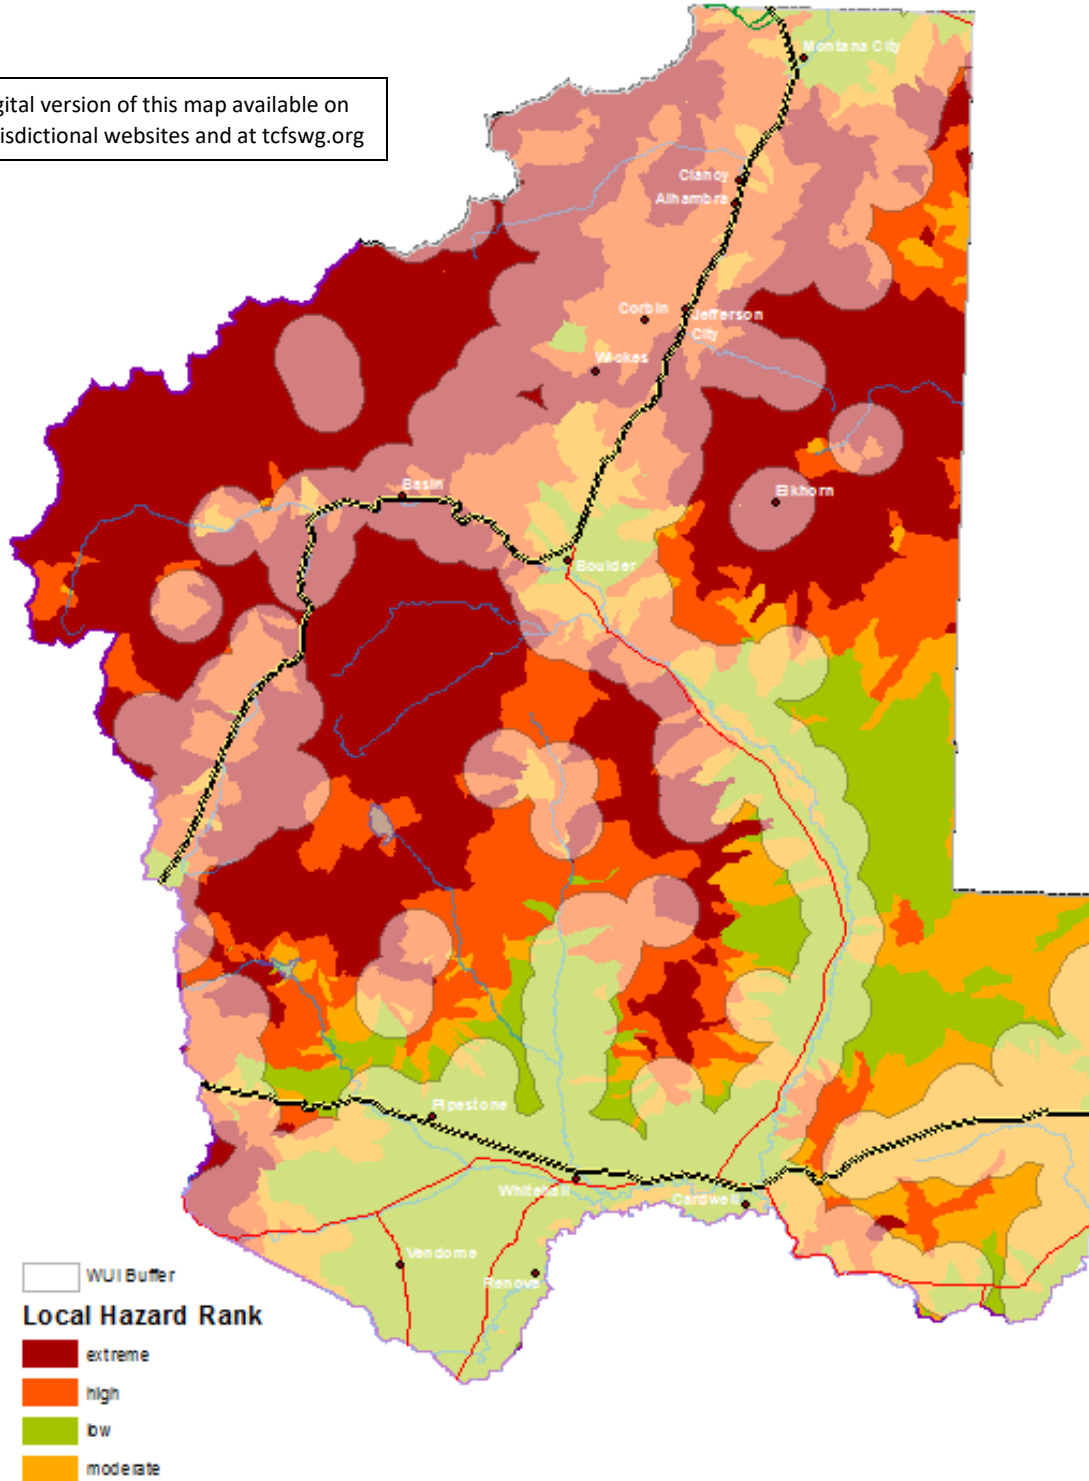 gital version of this map available on
isdictional websites and at tcfswg.org
Montana City
Clancy
Alhambra
Corbin
Jefferson
City
Wickes
Basin
Elkhorn
Boulder
Pipestone
Whitehall
Cardwell
Vendome
Renova
WUI Buffer
Local Hazard Rank
extreme
high
low
moderate